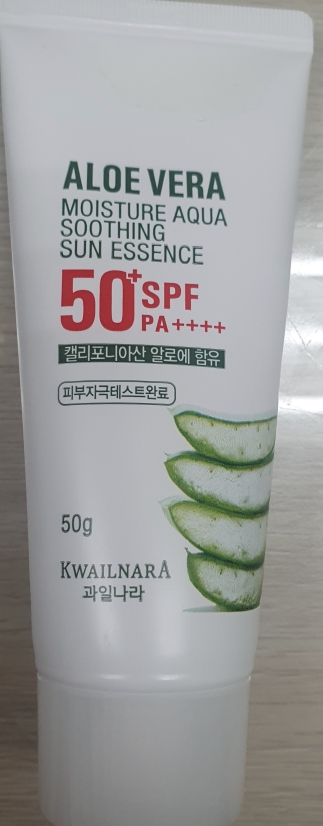 ALOE VERA
MOISTURE AQUA
SOOTHING
SUN ESSENCE
50+ SPF
PA++++
캘리포니아산 알로에 함유
피부자극테스트완료
50g
KWAILNARA
과일나라